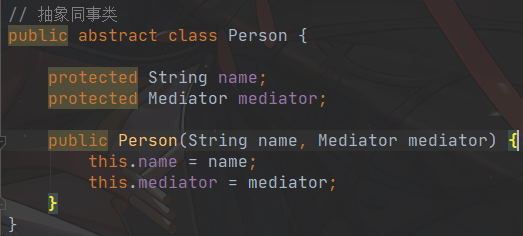 // 抽象同事类
public abstract class Person {
protected String name;
protected Mediator mediator;
public Person(String name, Mediator mediator) {
this.name = name;
this.mediator = mediator;
}
}